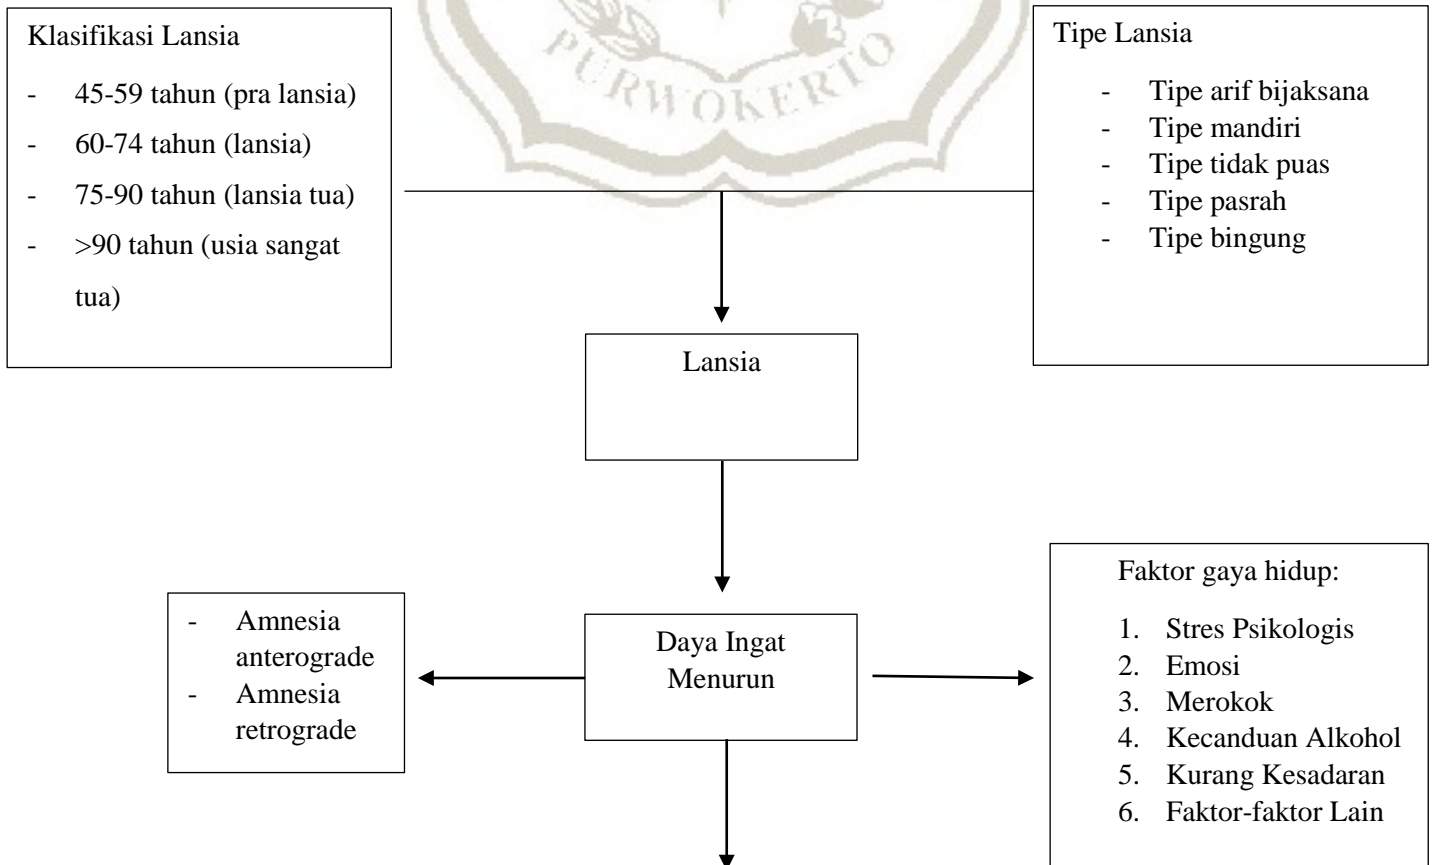 Klasifikasi Lansia
- 45-59 tahun (pra lansia)
- 60-74 tahun (lansia)
- 75-90 tahun (lansia tua)
- >90 tahun (usia sangat
tua)
PURWOKERTO
Tipe Lansia
- Tipe arif bijaksana
- Tipe mandiri
- Tipe tidak puas
- Tipe pasrah
- Tipe bingung
Lansia
- Amnesia
anterograde
- Amnesia
retrograde
Daya Ingat
Menurun
Faktor gaya hidup:
1. Stres Psikologis
2. Emosi
3. Merokok
4. Kecanduan Alkohol
5. Kurang Kesadaran
6. Faktor-faktor Lain